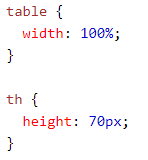 table {
  width: 100%;
}

th {
  height: 70px;
}